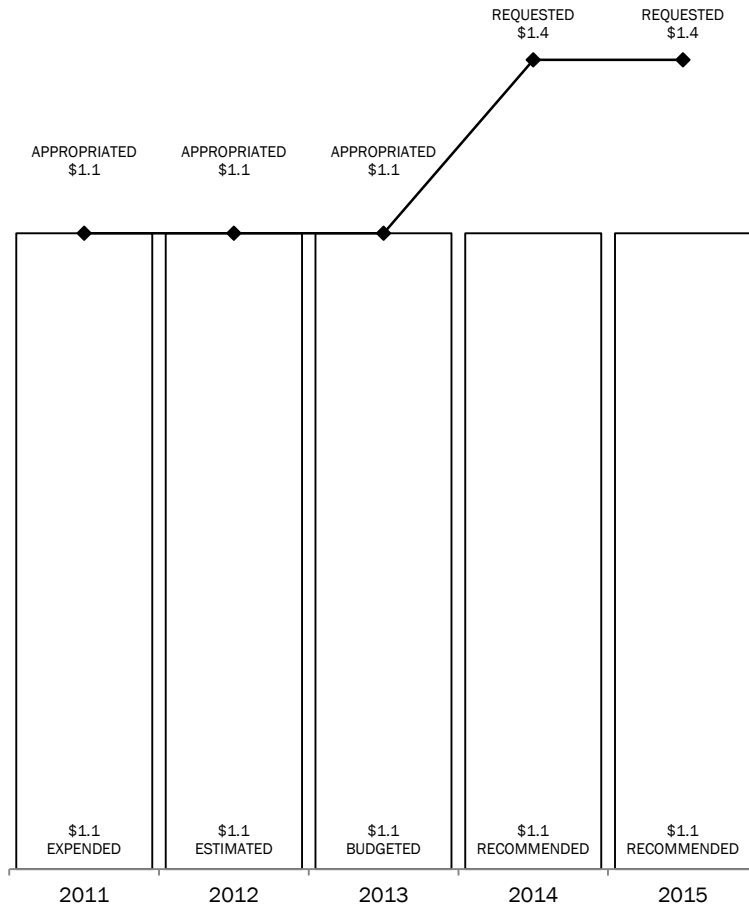 REQUESTED REQUESTED
$1.4 $1.4
APPROPRIATED APPROPRIATED APPROPRIATED
$1.1 $1.1 $1.1
$1.1 $1.1 $1.1 $1.1 $1.1
EXPENDED ESTIMATED BUDGETED RECOMMENDED RECOMMENDED
2011 2012 2013 2014 2015